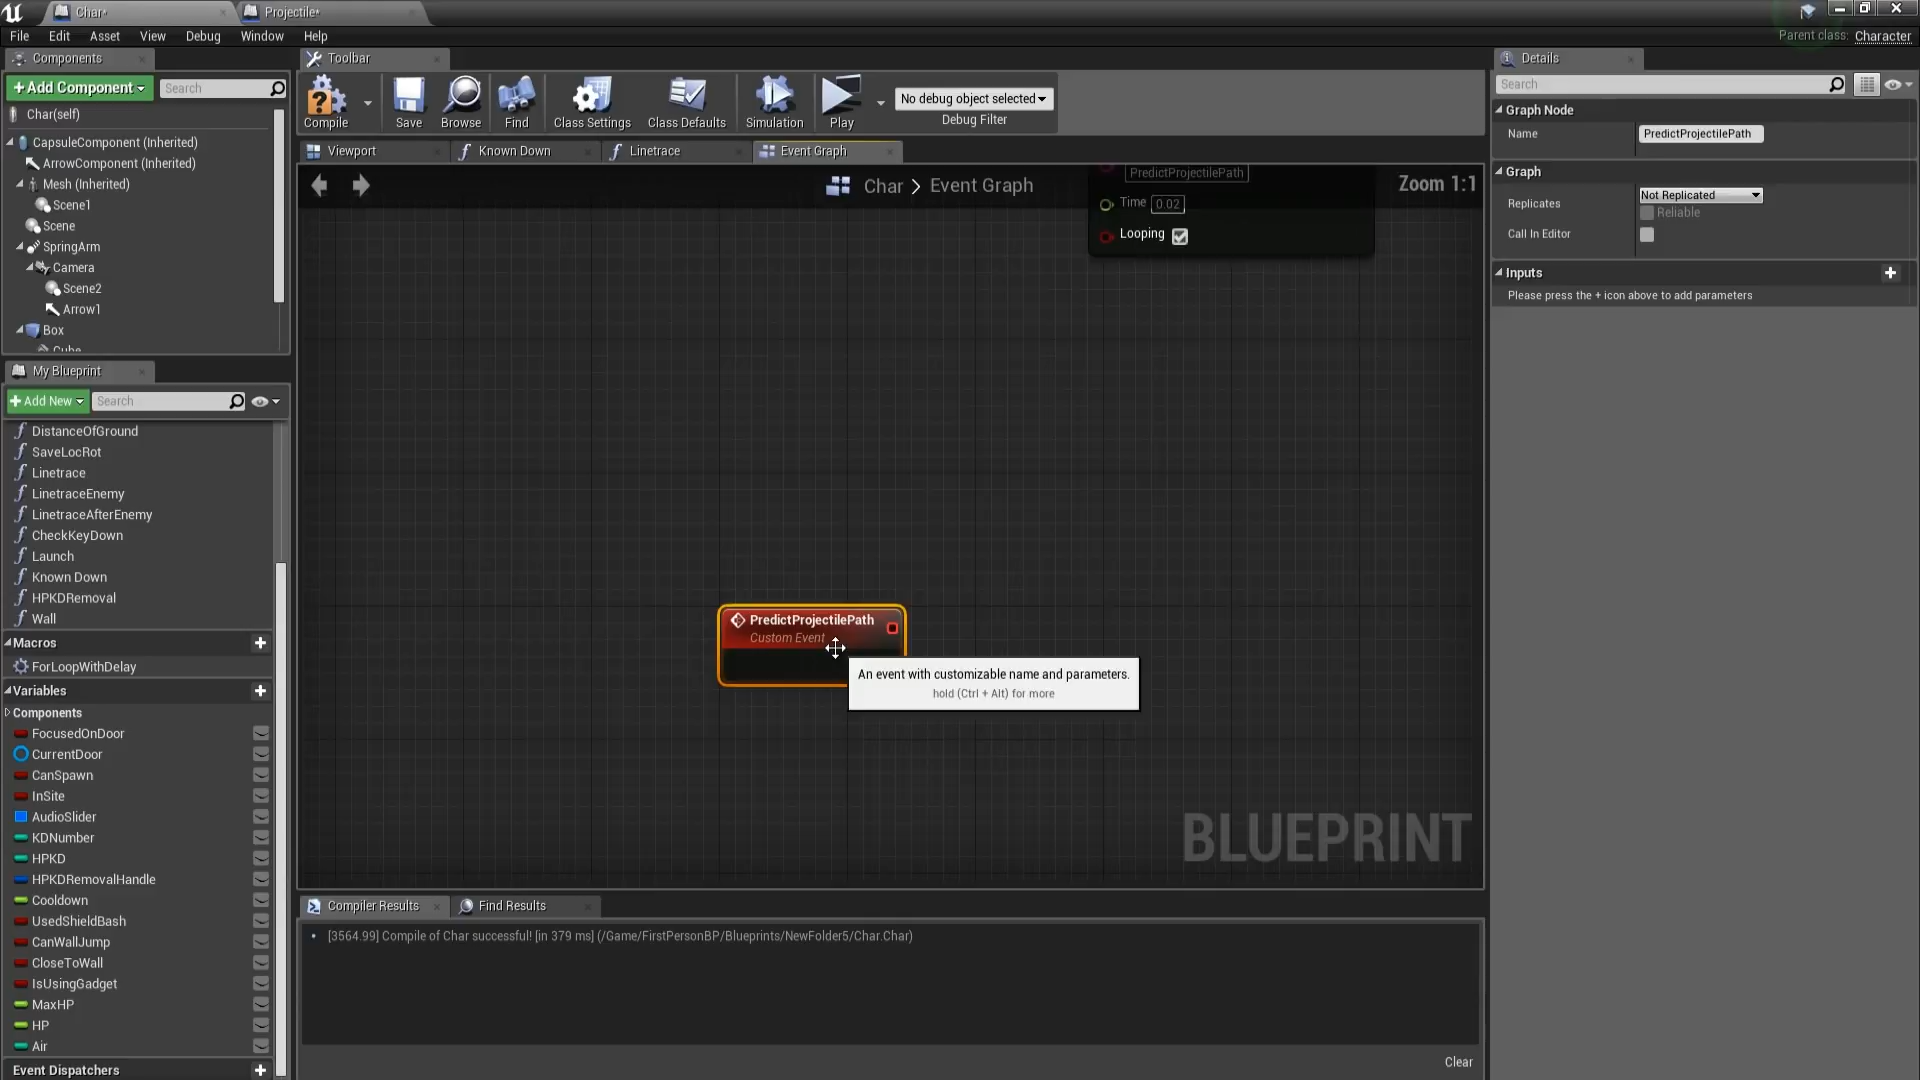 Char*
Projectile*
File Edit Asset View Debug Window Help
Parent class: Character
Components
+Add Component
Search
Char(self)
CapsuleComponent (Inherited)
ArrowComponent (Inherited)
Mesh (Inherited)
Scene1
Scene
SpringArm
Camera
Scene2
Arrow1
Box
Cube
My Blueprint
+Add New
Search
DistanceOfGround
SaveLocRot
Linetrace
LinetraceEnemy
LinetraceAfterEnemy
CheckKeyDown
Launch
Known Down
HPKDRemoval
Wall
Macros
ForLoopWithDelay
Variables
Components
FocusedOnDoor
CurrentDoor
CanSpawn
InSite
AudioSlider
KDNumber
HPKD
HPKDRemovalHandle
Cooldown
UsedShieldBash
CanWallJump
CloseToWall
IsUsingGadget
MaxHP
HP
Air
Event Dispatchers
Toolbar
Compile
Save
Browse
Find
Class Settings
Class Defaults
Simulation
Play
No debug object selected
Debug Filter
Viewport
Known Down
Linetrace
Event Graph
Char > Event Graph
Zoom 1:1
PredictProjectilePath
Time 0.02
Looping
PredictProjectilePath
Custom Event
An event with customizable name and parameters.
hold (Ctrl + Alt) for more
BLUEPRINT
Compiler Results
Find Results
[3564.99] Compile of Char successful! [in 379 ms] (/Game/FirstPersonBP/Blueprints/NewFolder5/Char.Char)
Clear
Details
Search
Graph Node
Name PredictProjectilePath
Graph
Replicates Not Replicated
Reliable
Call In Editor
Inputs
Please press the + icon above to add parameters